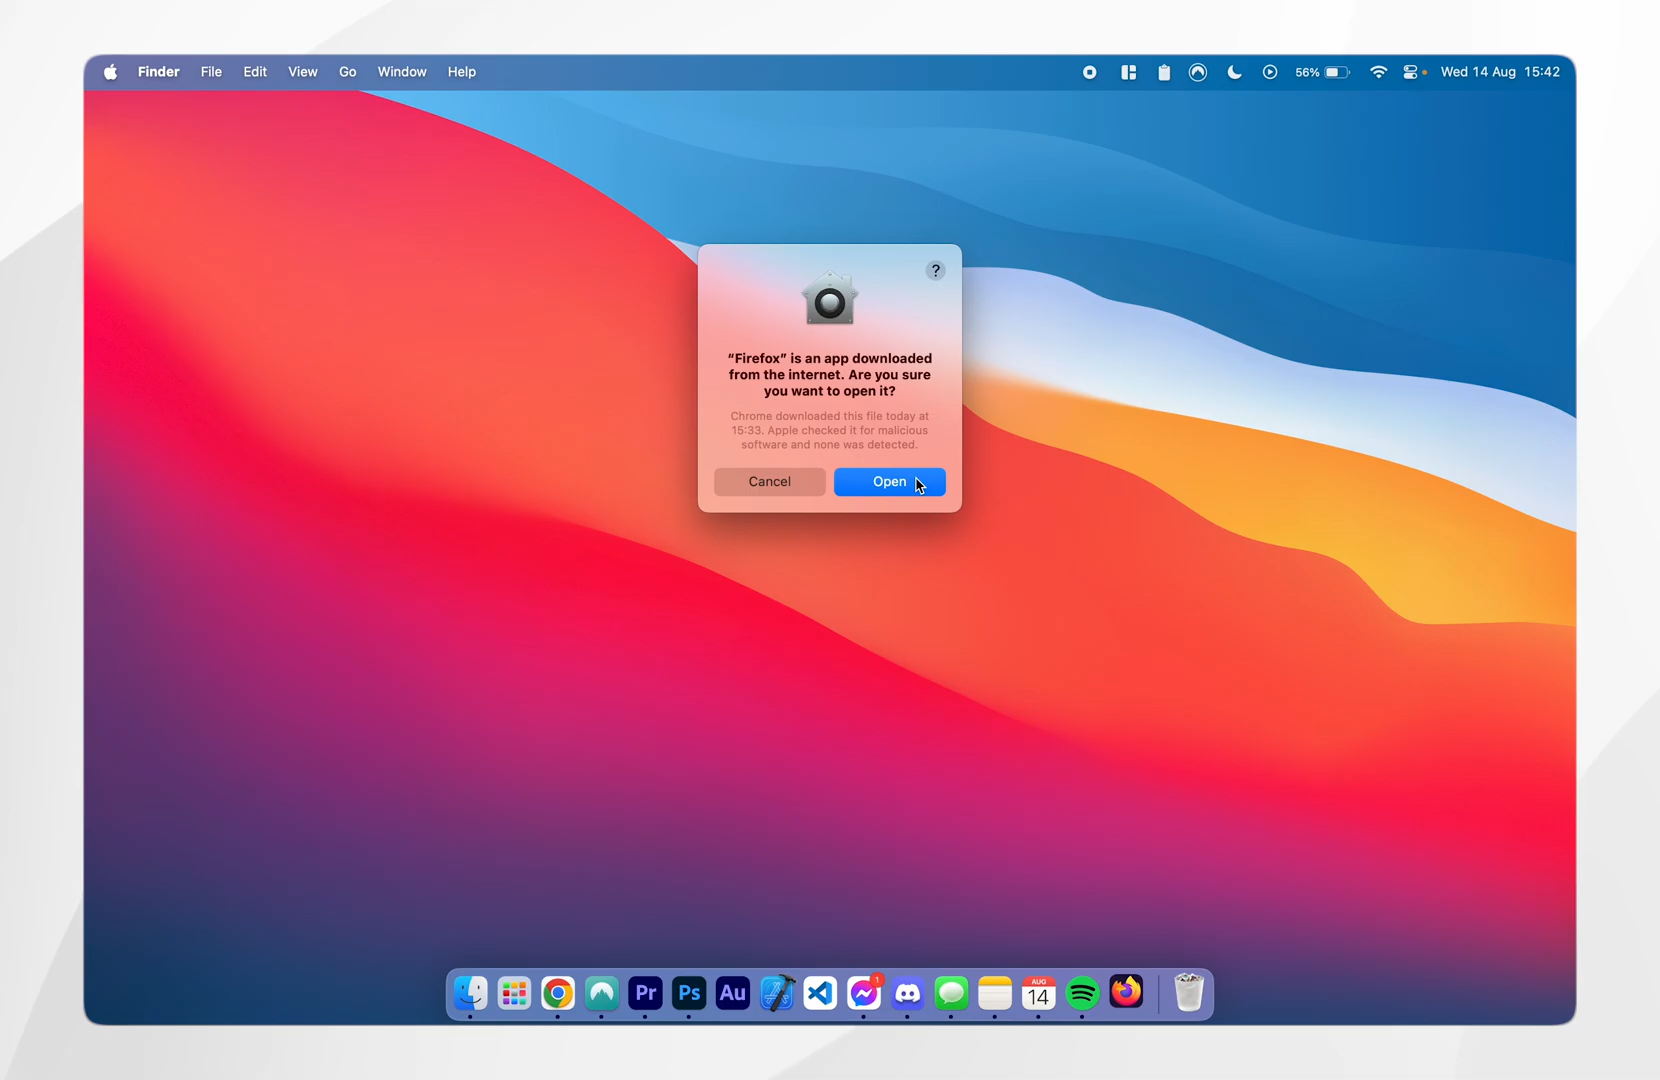 Finder File Edit View Go Window Help 56% Wed 14 Aug 15:42
?
“Firefox” is an app downloaded
from the internet. Are you sure
you want to open it?
Chrome downloaded this file today at
15:33. Apple checked it for malicious
software and none was detected.
Cancel Open
Pr Ps Au 1 AUG
14